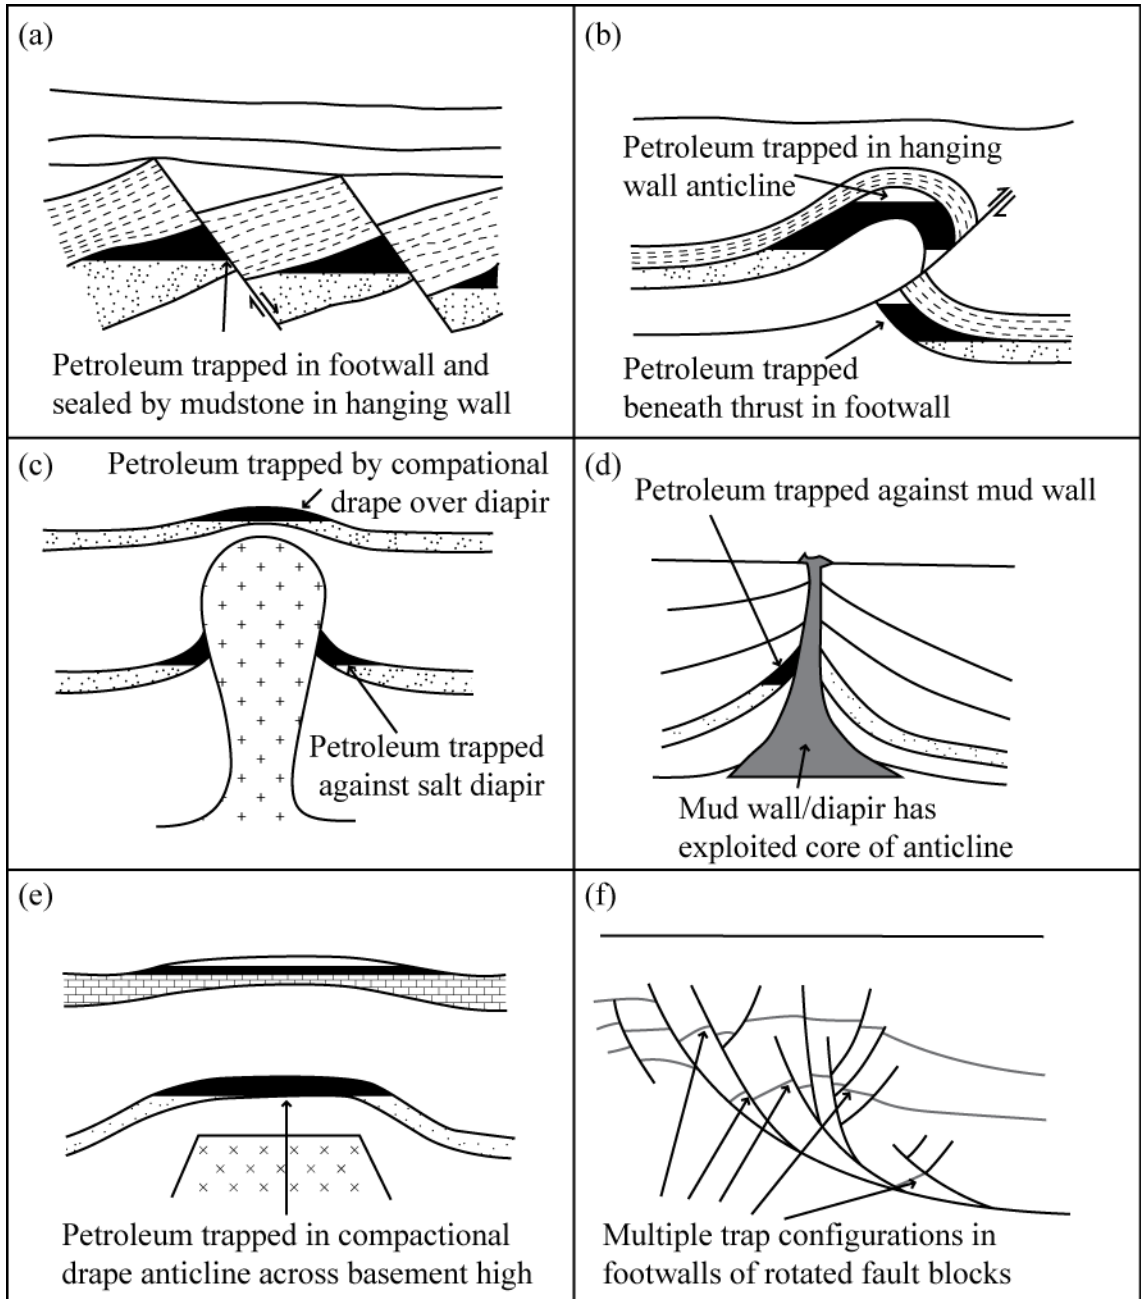 (a)
Petroleum trapped in footwall and
sealed by mudstone in hanging wall
(b)
Petroleum trapped in hanging
wall anticline
Petroleum trapped
beneath thrust in footwall
(c)
Petroleum trapped by compational
drape over diapir
Petroleum trapped
against salt diapir
(d)
Petroleum trapped against mud wall
Mud wall/diapir has
exploited core of anticline
(e)
Petroleum trapped in compactional
drape anticline across basement high
(f)
Multiple trap configurations in
footwalls of rotated fault blocks